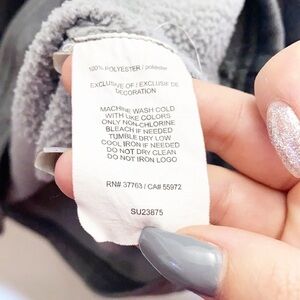 100% POLYESTER / poliester
EXCLUSIVE OF / EXCLUSIF DE
DECORATION
MACHINE WASH COLD
WITH LIKE COLORS
ONLY NON-CHLORINE
BLEACH IF NEEDED
TUMBLE DRY LOW
COOL IRON IF NEEDED
DO NOT DRY CLEAN
DO NOT IRON LOGO
RN# 37763 / CA# 55972
SU23875